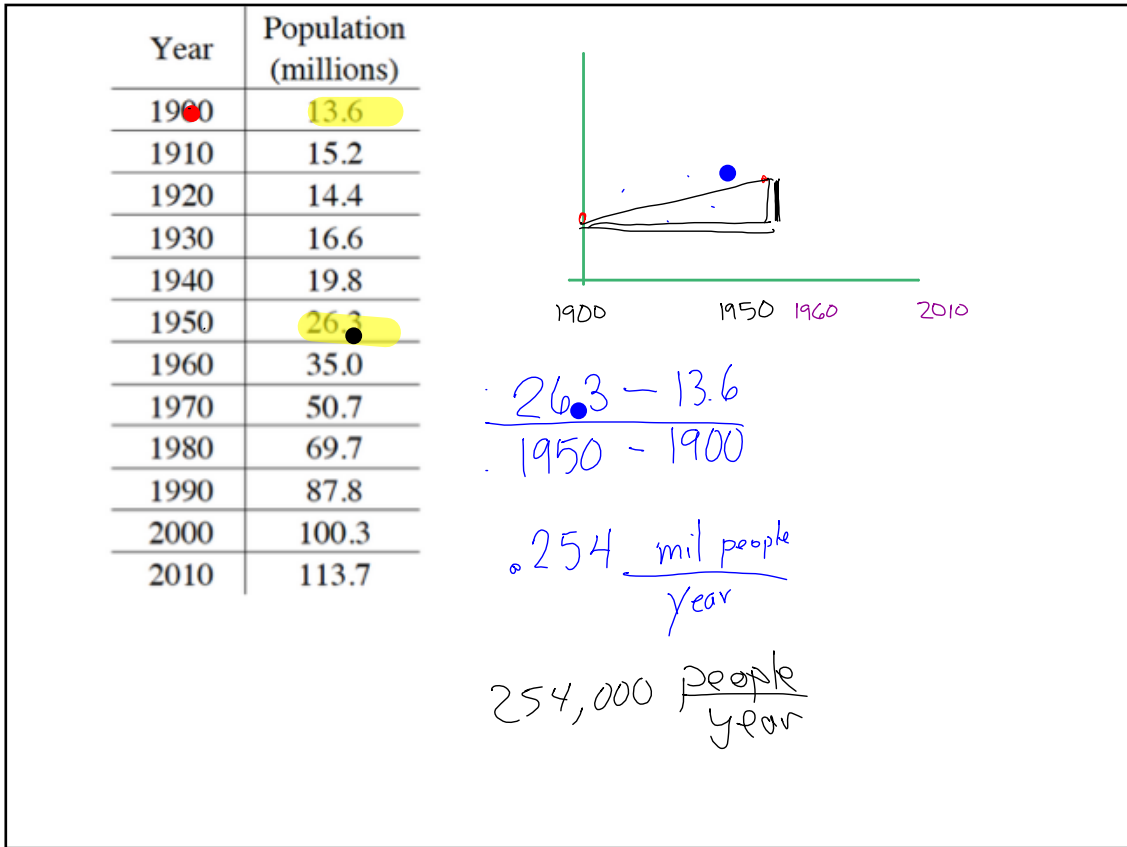 Year Population (millions)
1900 13.6
1910 15.2
1920 14.4
1930 16.6
1940 19.8
1950 26.3
1960 35.0
1970 50.7
1980 69.7
1990 87.8
2000 100.3
2010 113.7
1900 1950 1960 2010
26.3 - 13.6
1950 - 1900
.254 mil people
year
254,000 people
year